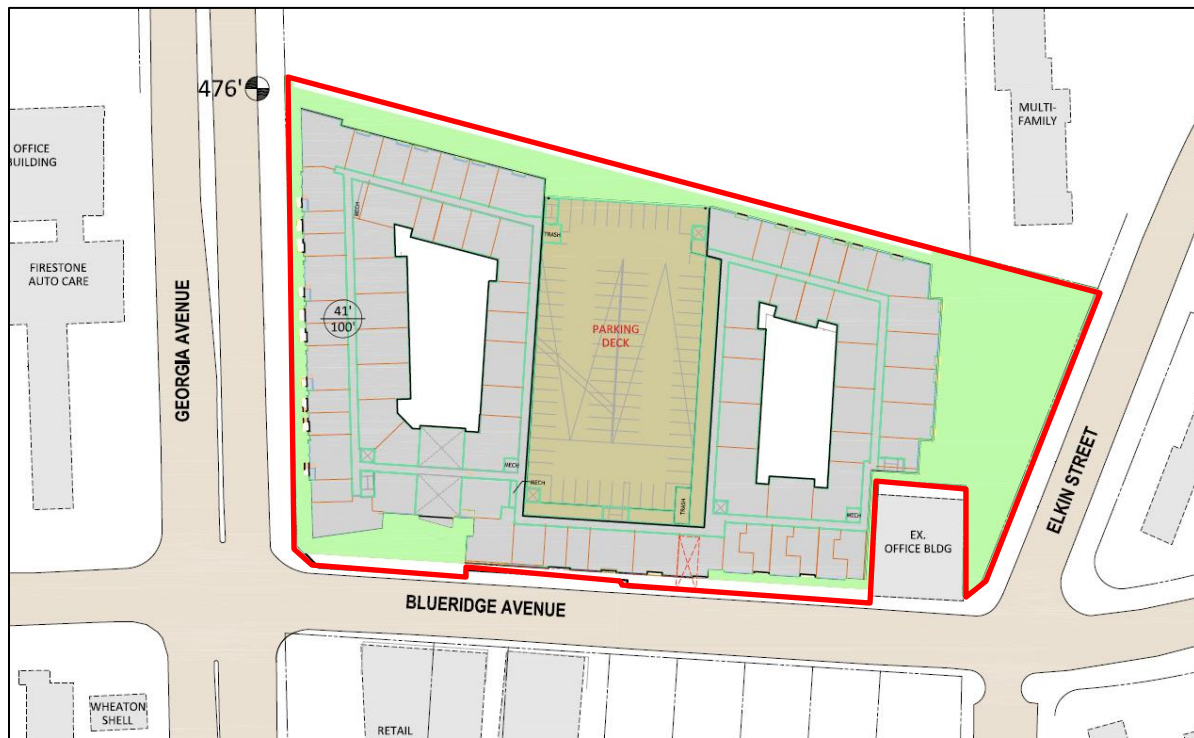 476'
OFFICE
BUILDING
MULTI-
FAMILY
MECH
TRASH
FIRESTONE
AUTO CARE
GEORGIA AVENUE
41'
100'
PARKING
DECK
ELKIN STREET
MECH
MECH
TRASH
MECH
EX.
OFFICE BLDG
BLUERIDGE AVENUE
WHEATON
SHELL
RETAIL